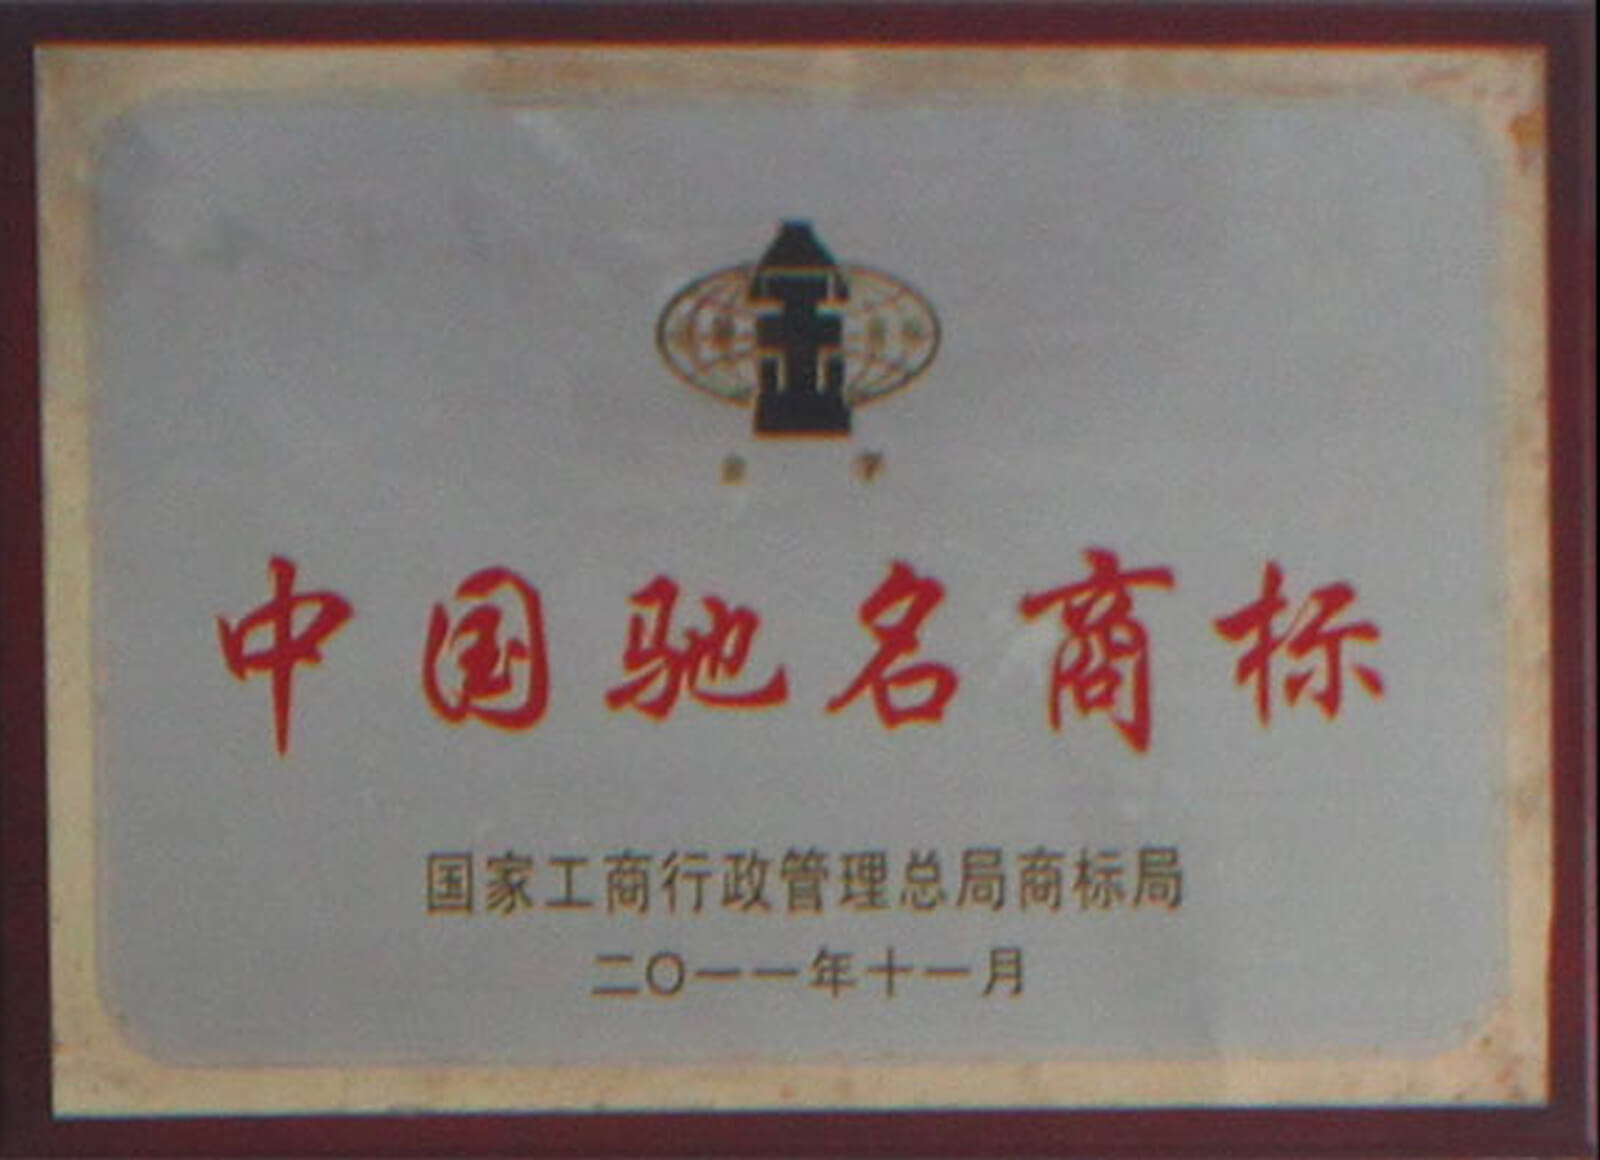 中国驰名商标
国家工商行政管理总局商标局
二〇一一年十一月